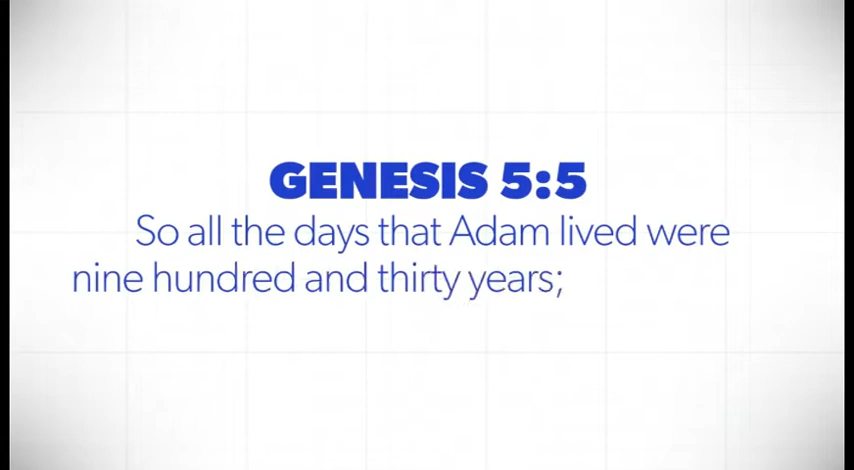 GENESIS 5:5
So all the days that Adam lived were
nine hundred and thirty years;